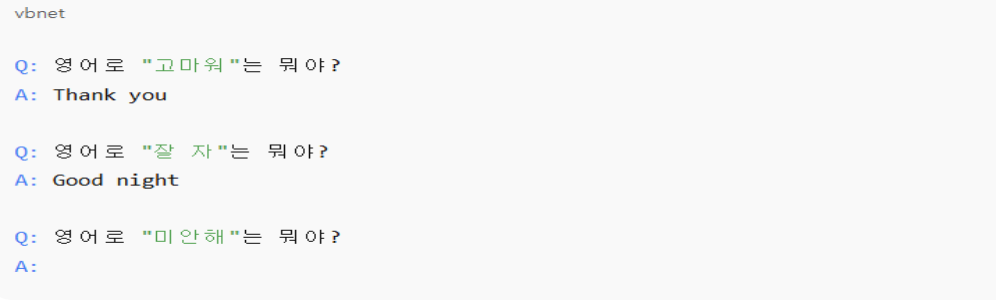 vbnet
Q: 영어로 "고마워"는 뭐야?
A: Thank you
Q: 영어로 "잘 자"는 뭐야?
A: Good night
Q: 영어로 "미안해"는 뭐야?
A: